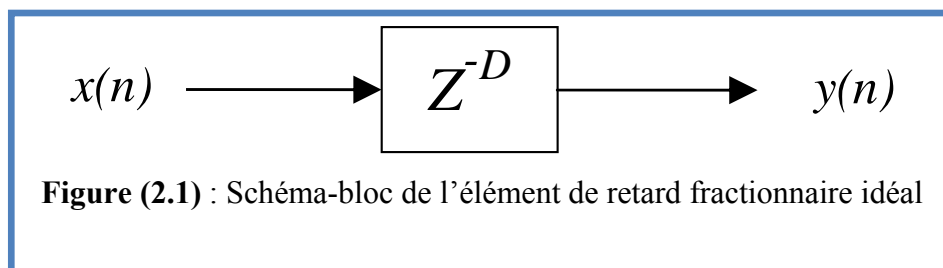 x(n) Z^-D y(n)
Figure (2.1) : Schéma-bloc de l’élément de retard fractionnaire idéal